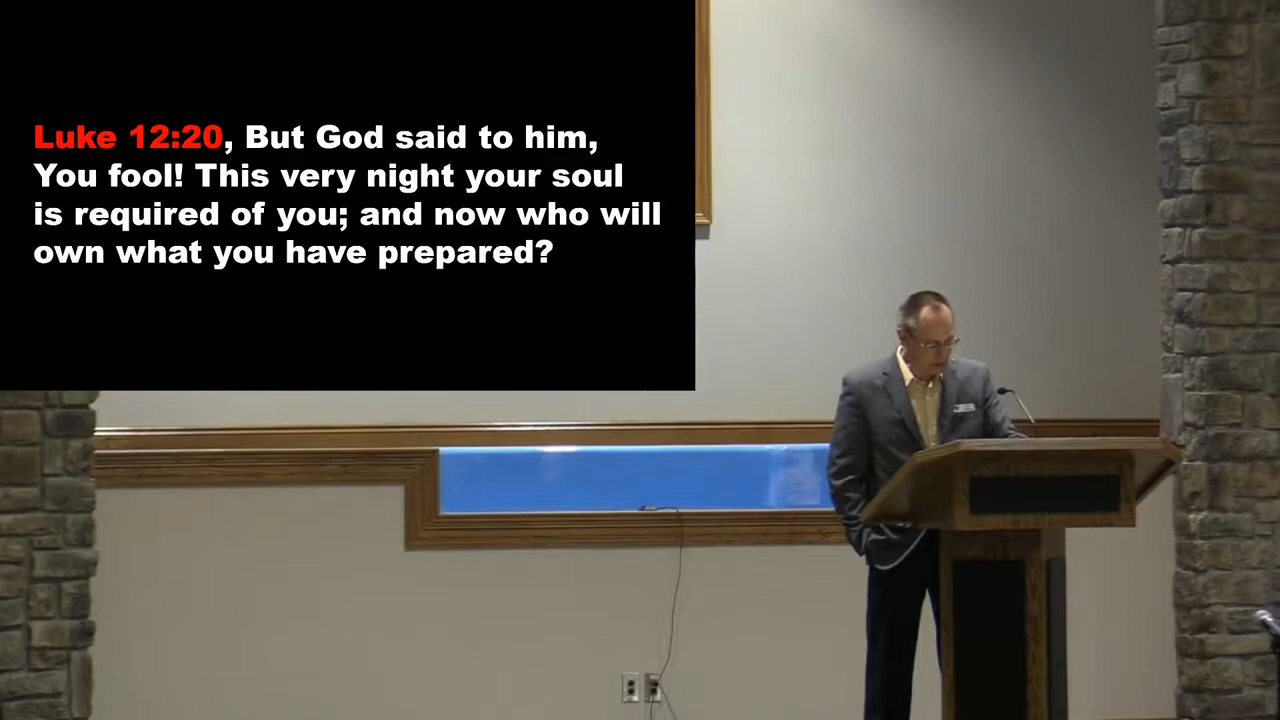 Luke 12:20, But God said to him,
You fool! This very night your soul
is required of you; and now who will
own what you have prepared?